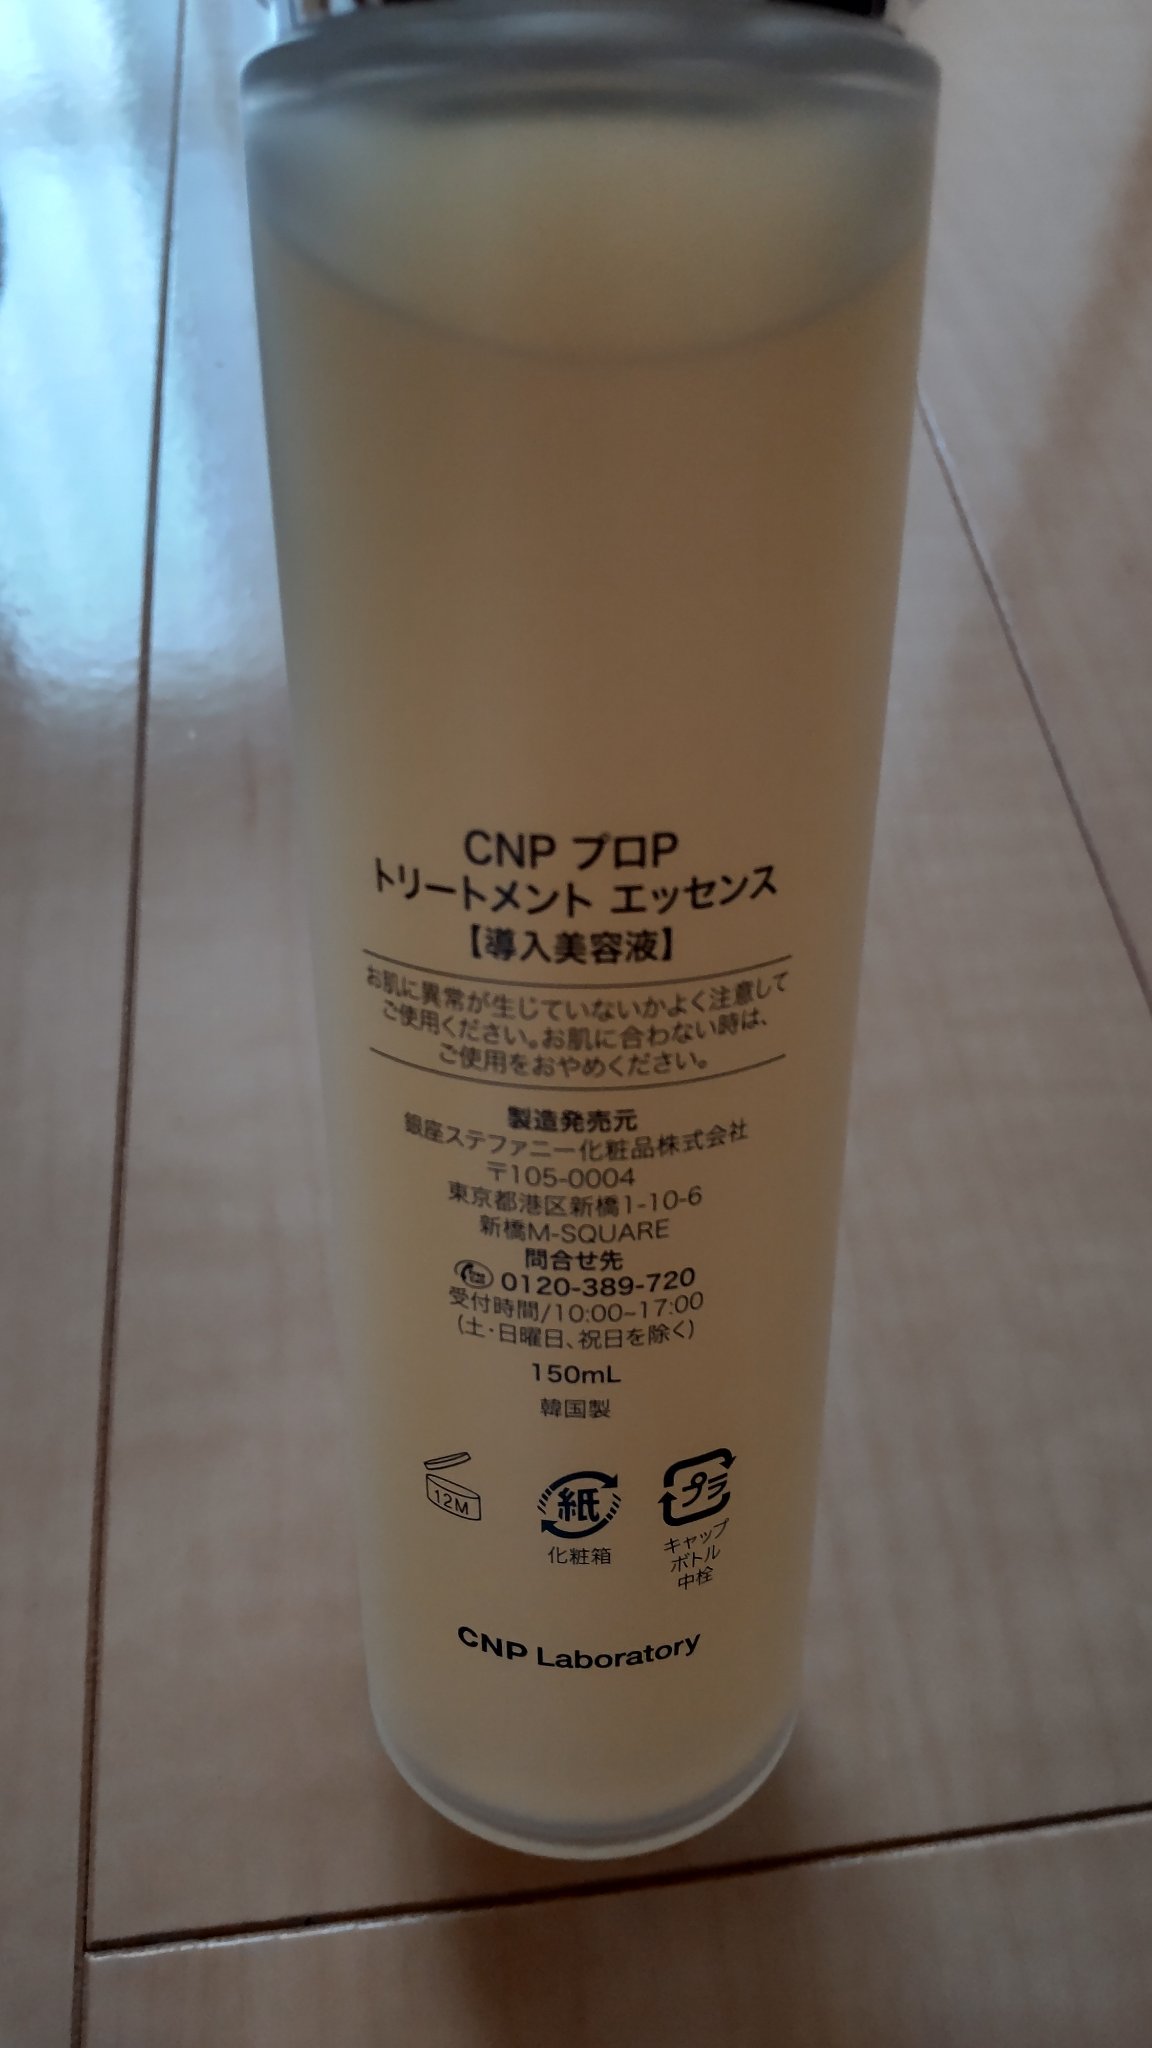 CNP プロP
トリートメント エッセンス
【導入美容液】
お肌に異常が生じていないかよく注意して
ご使用ください。お肌に合わない時は、
ご使用をおやめください。
製造発売元
銀座ステファニー化粧品株式会社
〒105-0004
東京都港区新橋1-10-6
新橋M-SQUARE
問合せ先
0120-389-720
受付時間/10:00~17:00
(土・日曜日、祝日を除く)
150mL
韓国製
12M
紙
化粧箱
プラ
キャップ
ボトル
中栓
CNP Laboratory